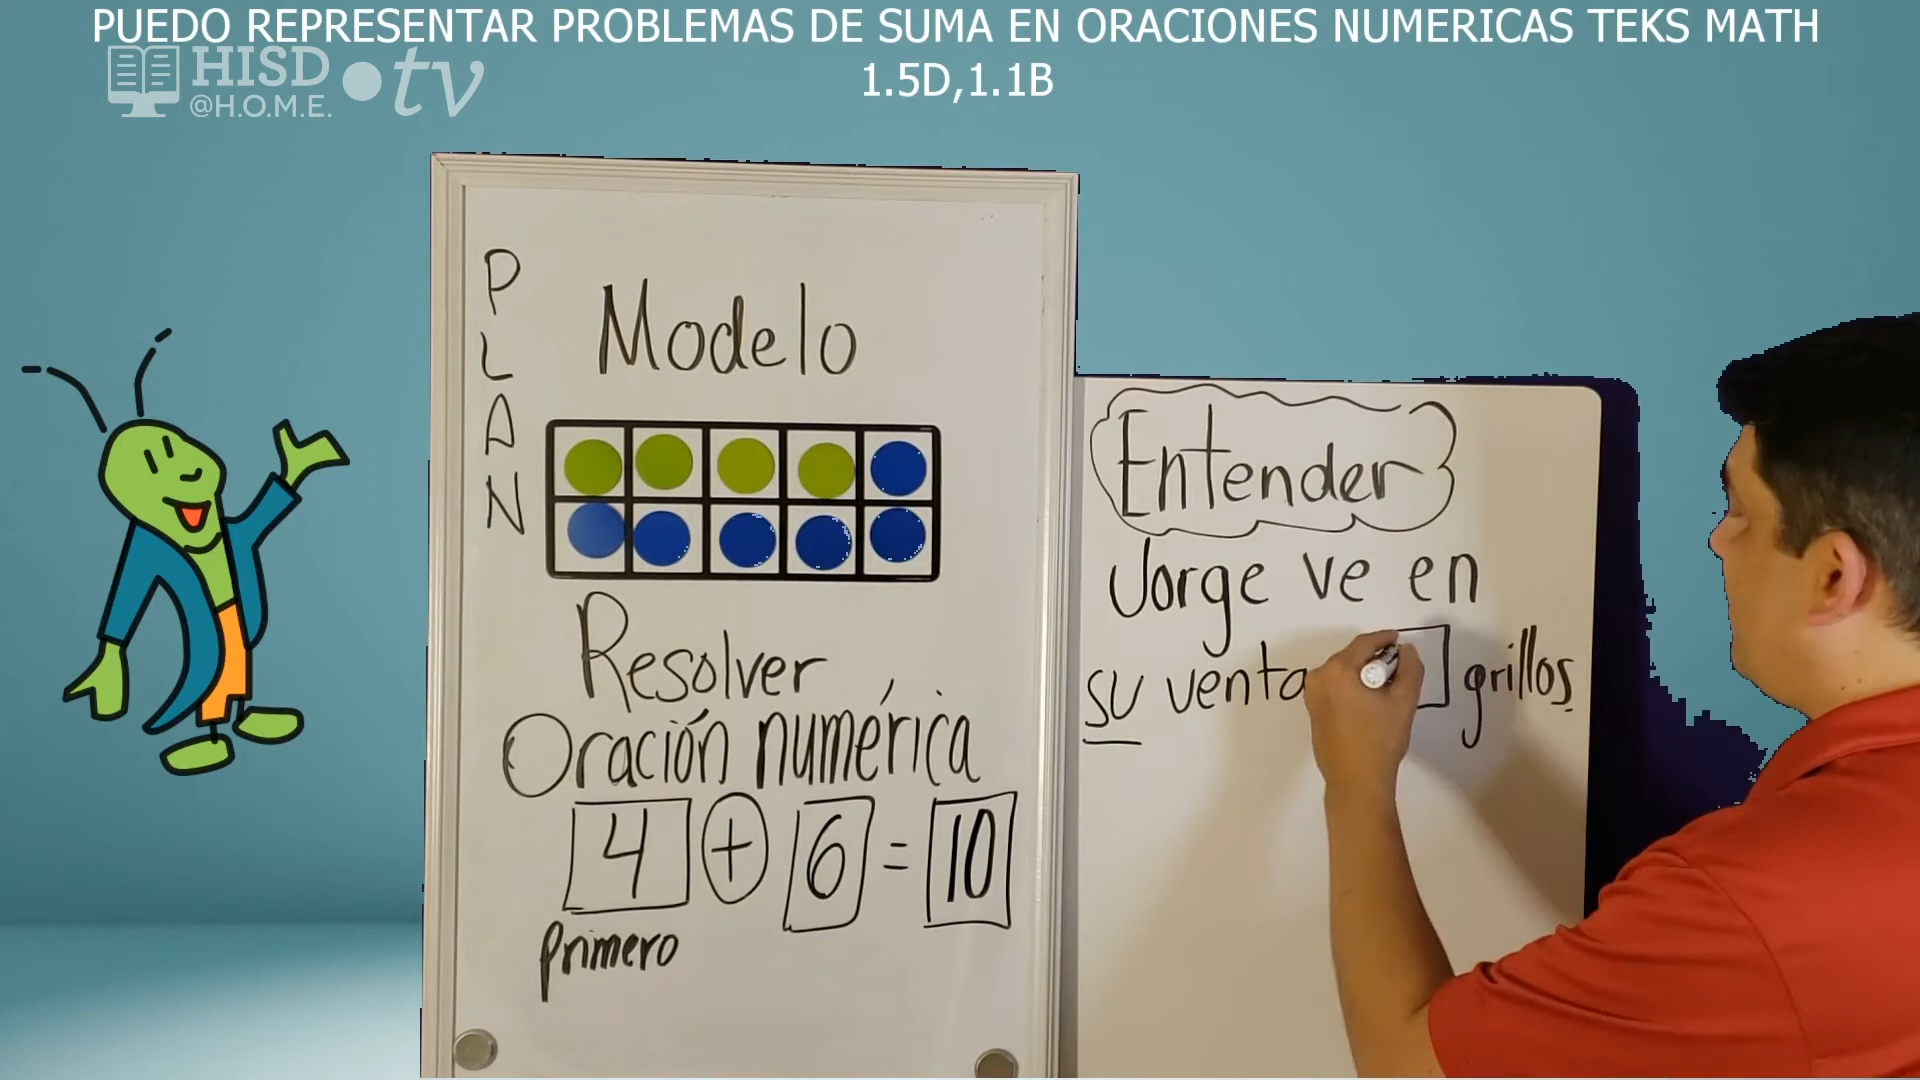 PUEDO REPRESENTAR PROBLEMAS DE SUMA EN ORACIONES NUMERICAS TEKS MATH
1.5D,1.1B
HISD
@H.O.M.E. tv
PLAN
Modelo
Resolver
Oración numérica
4 + 6 = 10
primero
Entender
Jorge ve en
su grillos